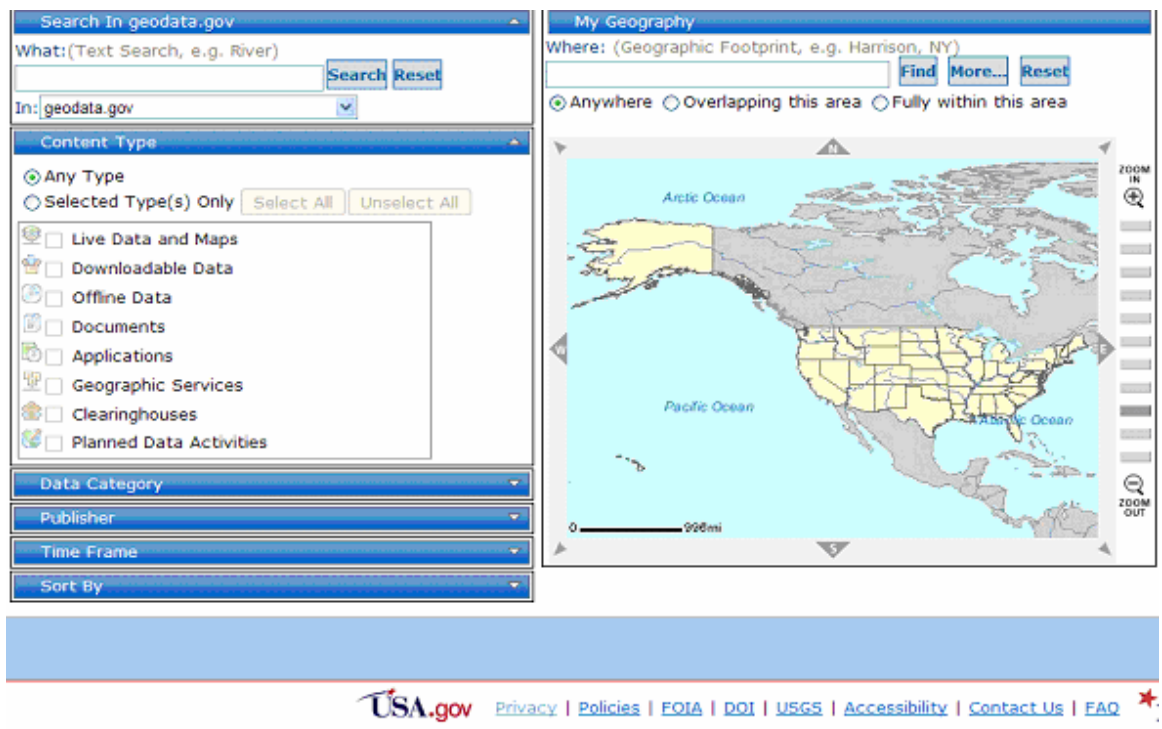 Search In geodata.gov
What:(Text Search, e.g. River)
Search Reset
In: geodata.gov
Content Type
Any Type
Selected Type(s) Only Select All Unselect All
Live Data and Maps
Downloadable Data
Offline Data
Documents
Applications
Geographic Services
Clearinghouses
Planned Data Activities
Data Category
Publisher
Time Frame
Sort By
My Geography
Where: (Geographic Footprint, e.g. Harrison, NY)
Find More... Reset
Anywhere Overlapping this area Fully within this area
N
ZOOM
IN
Arctic Ocean
W
E
Pacific Ocean
Atlantic Ocean
0 996mi
S
ZOOM
OUT
USA.gov Privacy | Policies | FOIA | DOI | USGS | Accessibility | Contact Us | FAQ